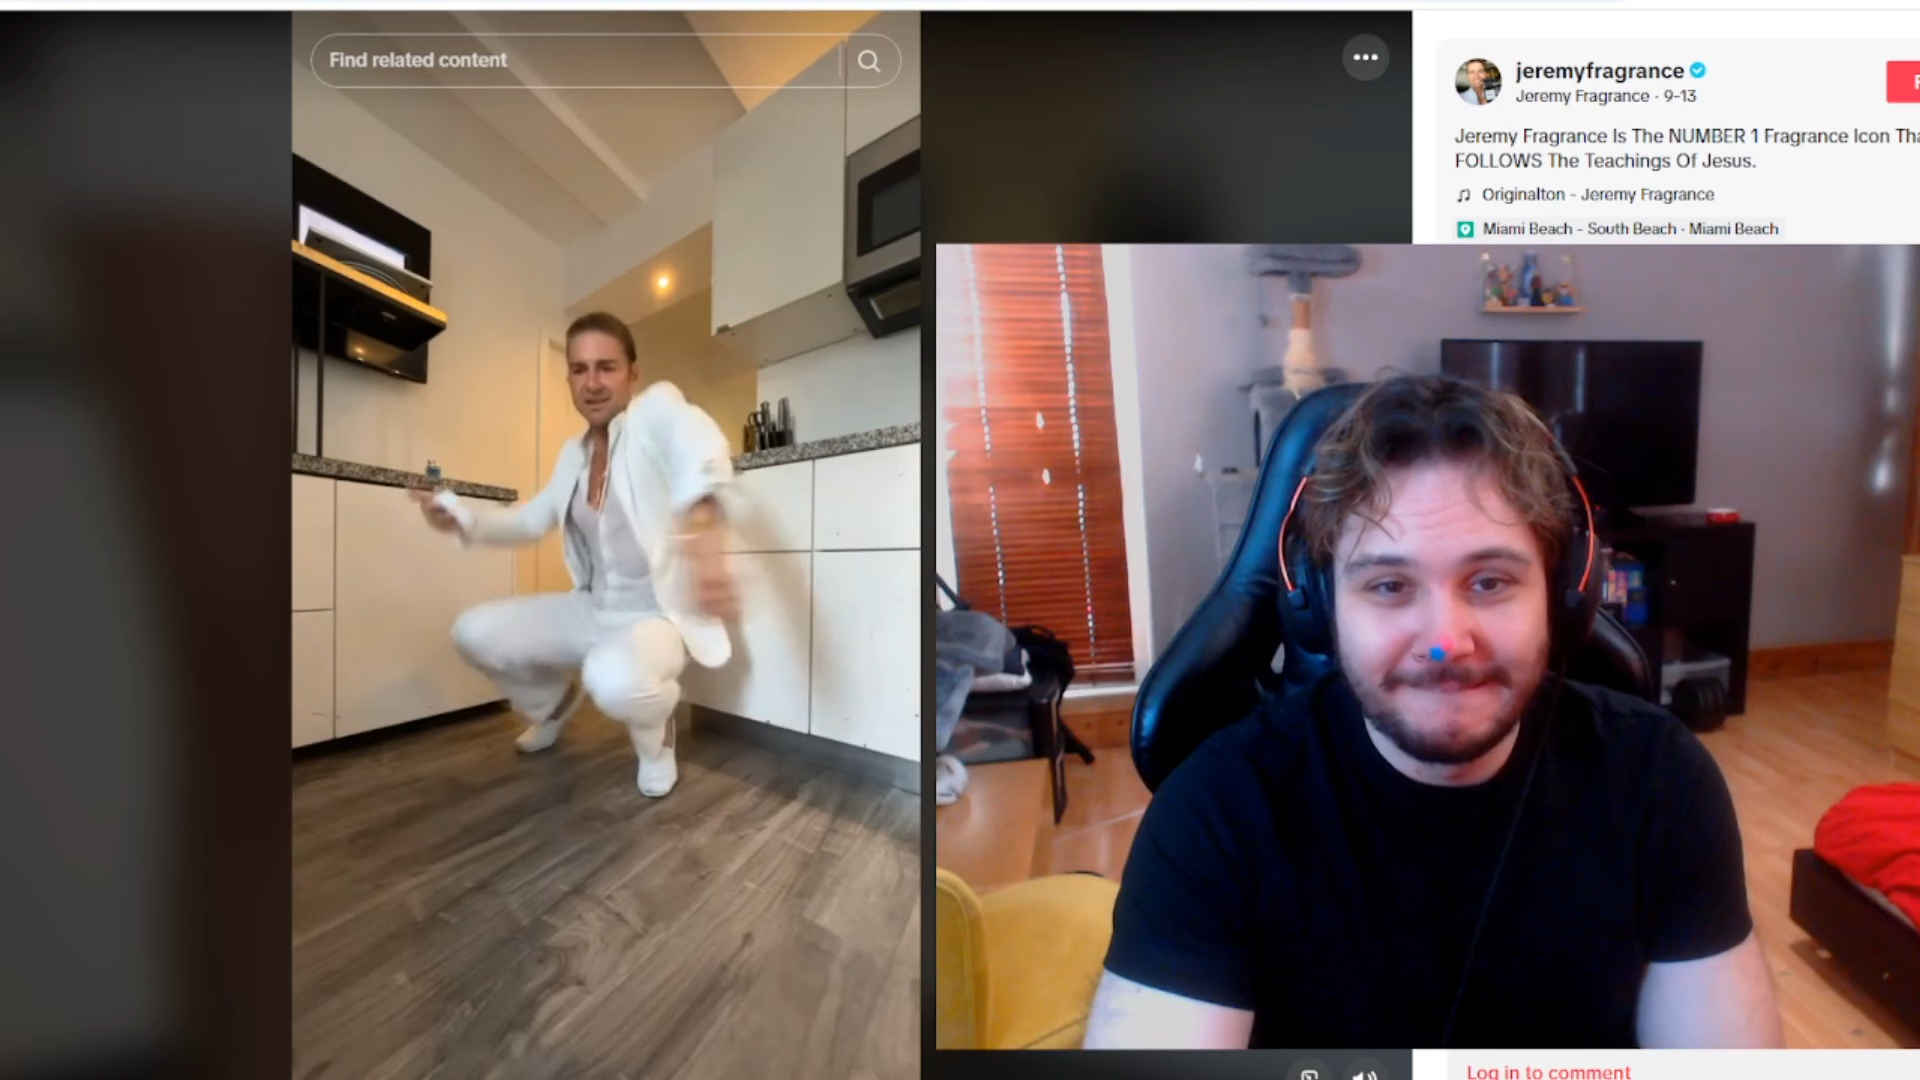 Find related content
jeremyfragrance
Jeremy Fragrance · 9-13
Jeremy Fragrance Is The NUMBER 1 Fragrance Icon
FOLLOWS The Teachings Of Jesus.
Originalton - Jeremy Fragrance
Miami Beach - South Beach · Miami Beach
Log in to comment